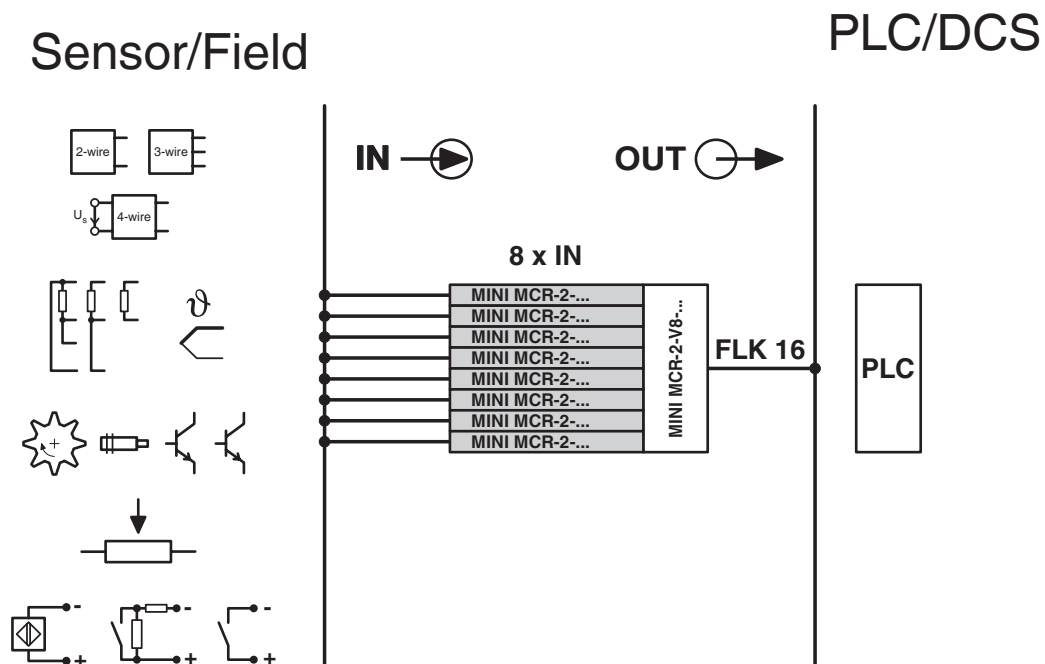 Sensor/Field
PLC/DCS
2-wire
3-wire
Us
4-wire
IN
OUT
8 x IN
MINI MCR-2-...
MINI MCR-2-...
MINI MCR-2-...
MINI MCR-2-...
MINI MCR-2-...
MINI MCR-2-...
MINI MCR-2-...
MINI MCR-2-...
MINI MCR-2-V8-...
FLK 16
PLC
ϑ
+
- - -
+ + +